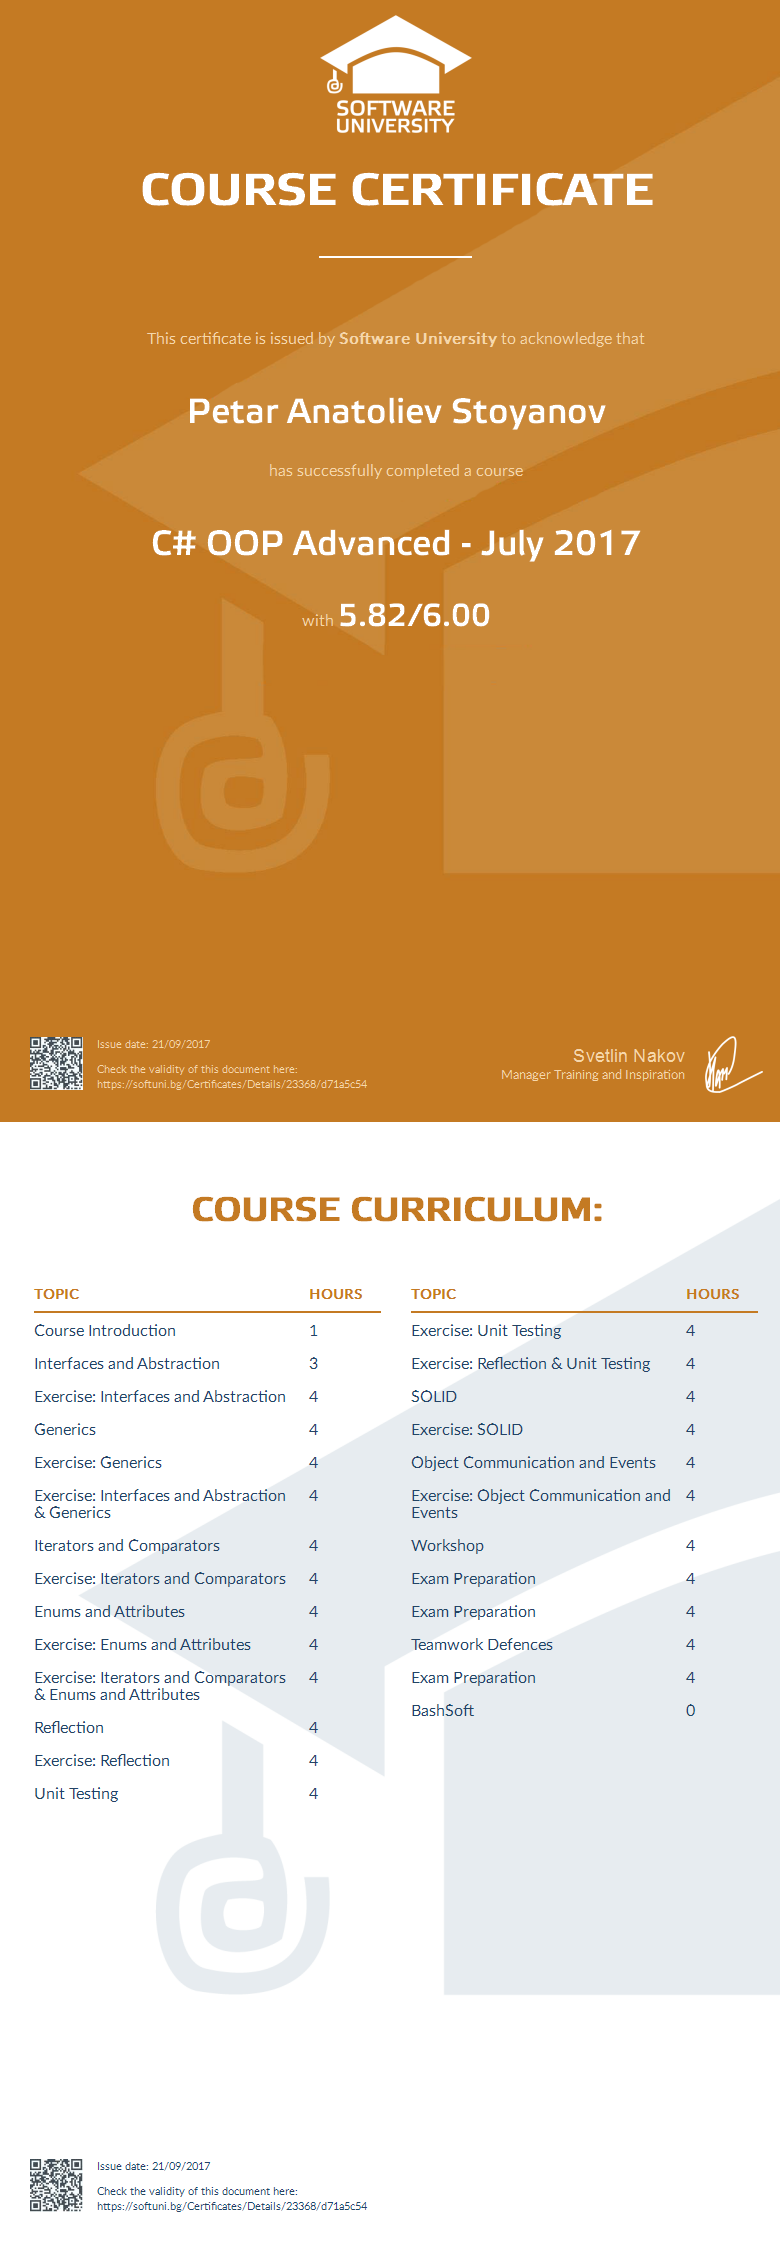 SOFTWARE
UNIVERSITY
COURSE CERTIFICATE
This certificate is issued by Software University to acknowledge that
Petar Anatoliev Stoyanov
has successfully completed a course
C# OOP Advanced - July 2017
with 5.82/6.00
Issue date: 21/09/2017
Check the validity of this document here:
https://softuni.bg/Certificates/Details/23368/d71a5c54
Svetlin Nakov
Manager Training and Inspiration
COURSE CURRICULUM:
TOPIC HOURS
Course Introduction 1
Interfaces and Abstraction 3
Exercise: Interfaces and Abstraction 4
Generics 4
Exercise: Generics 4
Exercise: Interfaces and Abstraction 4
& Generics
Iterators and Comparators 4
Exercise: Iterators and Comparators 4
Enums and Attributes 4
Exercise: Enums and Attributes 4
Exercise: Iterators and Comparators 4
& Enums and Attributes
Reflection 4
Exercise: Reflection 4
Unit Testing 4
TOPIC HOURS
Exercise: Unit Testing 4
Exercise: Reflection & Unit Testing 4
SOLID 4
Exercise: SOLID 4
Object Communication and Events 4
Exercise: Object Communication and 4
Events
Workshop 4
Exam Preparation 4
Exam Preparation 4
Teamwork Defences 4
Exam Preparation 4
BashSoft 0
Issue date: 21/09/2017
Check the validity of this document here:
https://softuni.bg/Certificates/Details/23368/d71a5c54